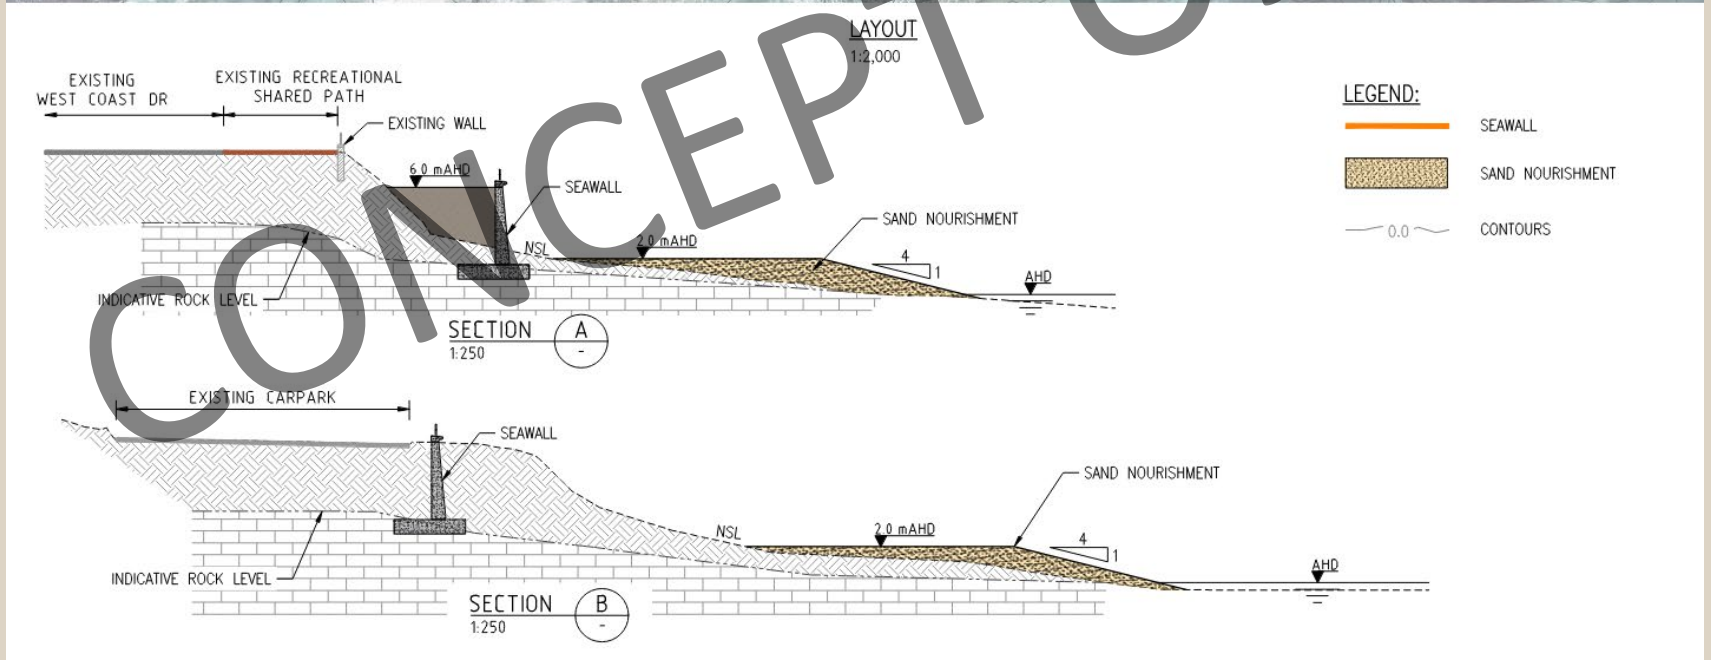 LAYOUT
1:2,000
EXISTING
WEST COAST DR
EXISTING RECREATIONAL
SHARED PATH
EXISTING WALL
6.0 mAHD
SEAWALL
NSL
2.0 mAHD
SAND NOURISHMENT
4
1
AHD
INDICATIVE ROCK LEVEL
SECTION A
1:250
-
LEGEND:
SEAWALL
SAND NOURISHMENT
0.0
CONTOURS
EXISTING CARPARK
SEAWALL
NSL
2.0 mAHD
SAND NOURISHMENT
4
1
AHD
INDICATIVE ROCK LEVEL
SECTION B
1:250
-
CONCEPT